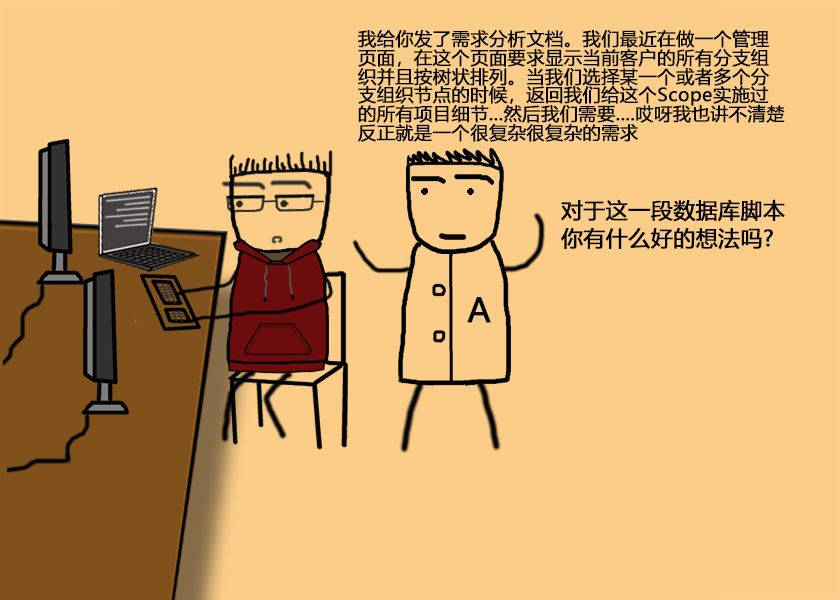 我给你发了需求分析文档。我们最近在做一个管理
页面，在这个页面要求显示当前客户的所有分支组
织并且按树状排列。当我们选择某一个或者多个分
支组织节点的时候，返回我们给这个Scope实施过
的所有项目细节...然后我们需要....哎呀我也讲不清楚
反正就是一个很复杂很复杂的需求
对于这一段数据库脚本
你有什么好的想法吗?
A